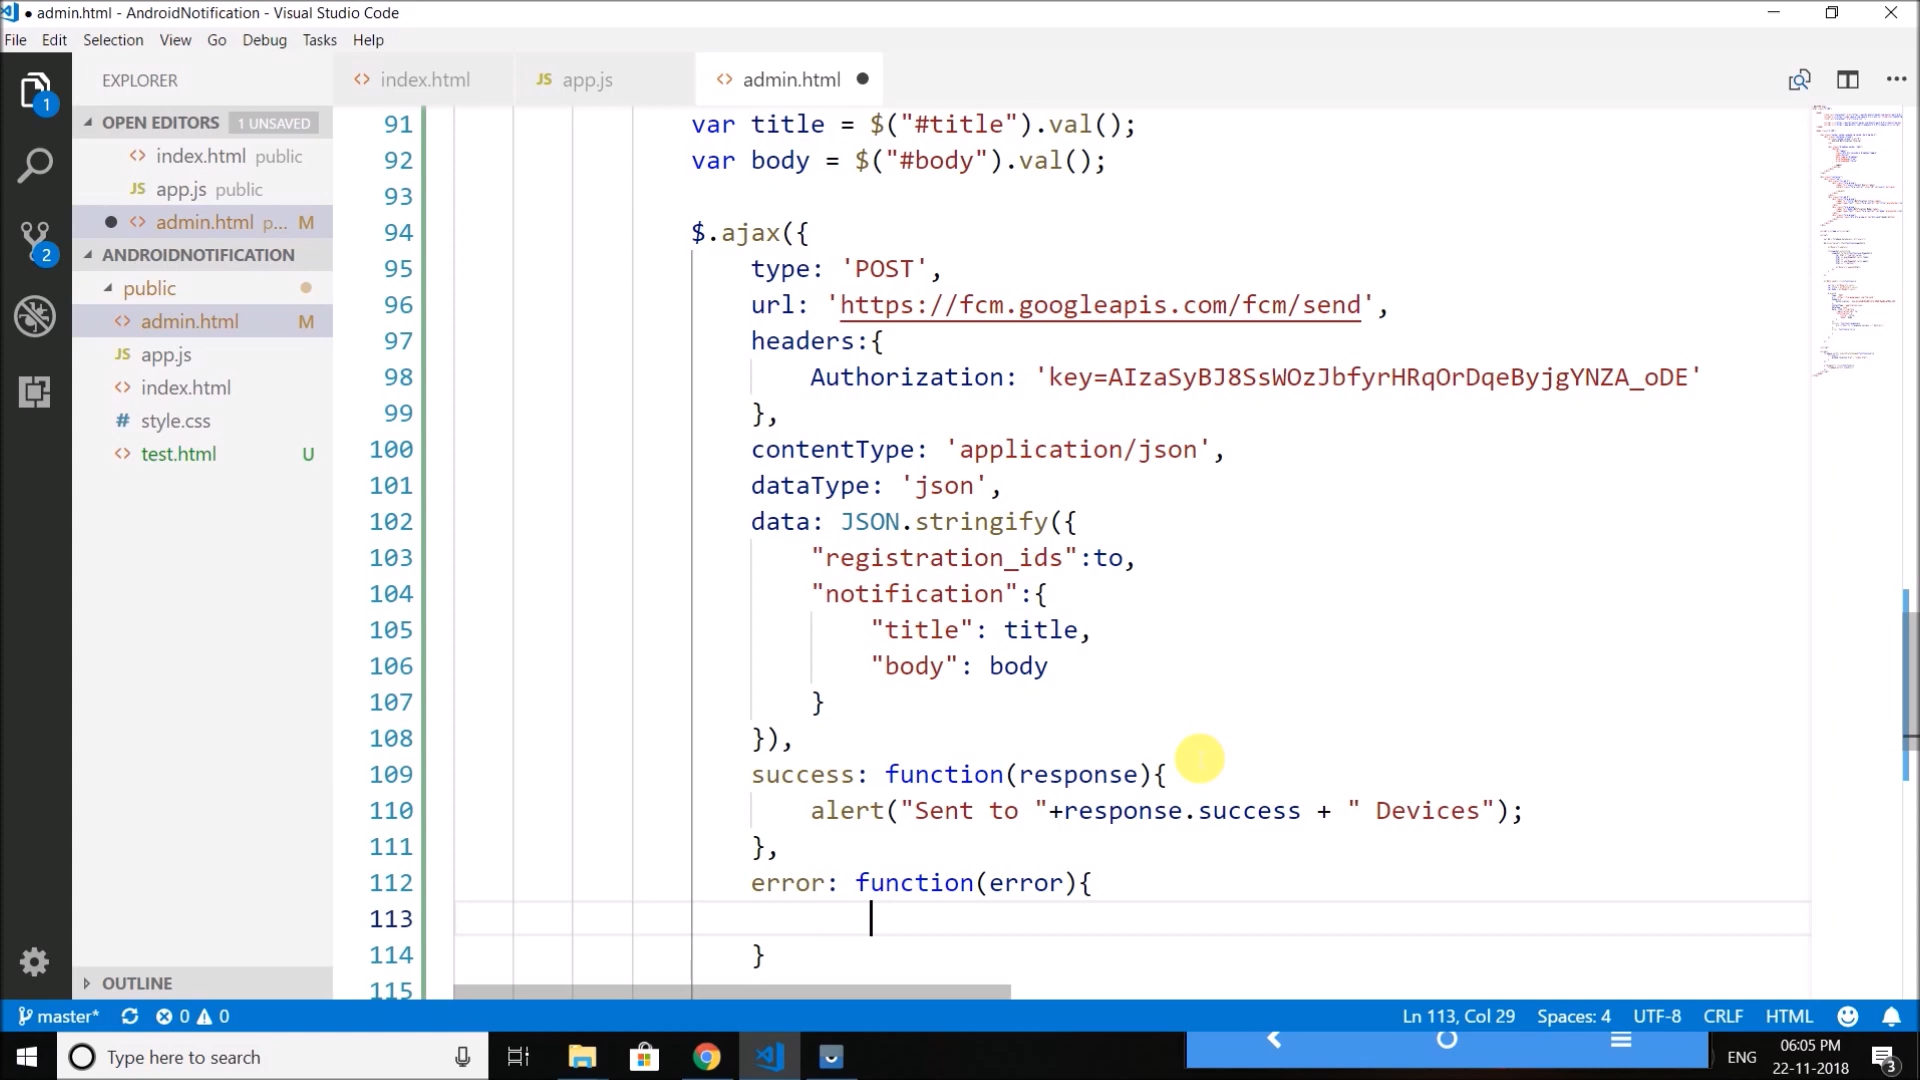 admin.html - AndroidNotification - Visual Studio Code
File Edit Selection View Go Debug Tasks Help
EXPLORER
index.html
JS app.js
admin.html
OPEN EDITORS 1 UNSAVED
index.html public
JS app.js public
admin.html p... M
ANDROIDNOTIFICATION
public
admin.html M
JS app.js
index.html
# style.css
test.html U
OUTLINE
1
2
91 var title = $("#title").val();
92 var body = $("#body").val();
93
94 $.ajax({
95 type: 'POST',
96 url: 'https://fcm.googleapis.com/fcm/send',
97 headers:{
98 Authorization: 'key=AIzaSyBJ8SsWOzJbfyrHRqOrDqeByjgYNZA_oDE'
99 },
100 contentType: 'application/json',
101 dataType: 'json',
102 data: JSON.stringify({
103 "registration_ids":to,
104 "notification":{
105 "title": title,
106 "body": body
107 }
108 }),
109 success: function(response){
110 alert("Sent to "+response.success + " Devices");
111 },
112 error: function(error){
113
114 }
115
master* 0 0 Ln 113, Col 29 Spaces: 4 UTF-8 CRLF HTML
Type here to search
ENG
06:05 PM
22-11-2018
3